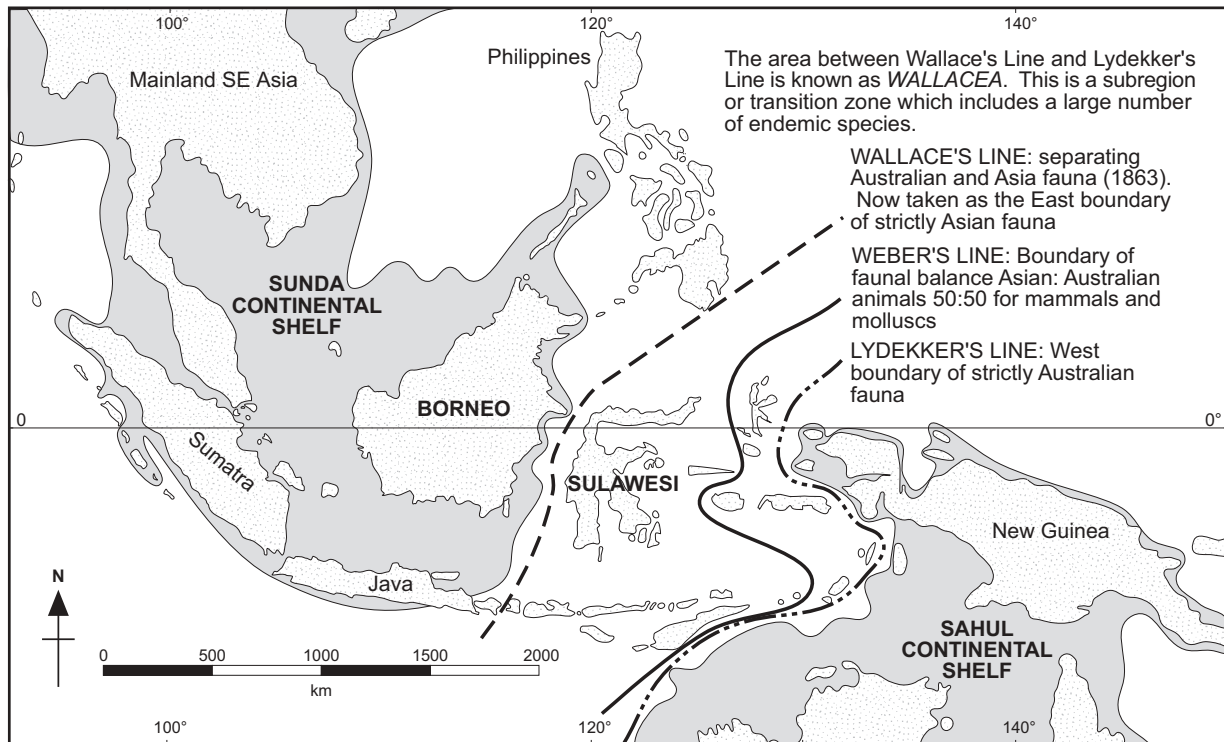 100°
120°
140°
Philippines
Mainland SE Asia
The area between Wallace's Line and Lydekker's
Line is known as WALLACEA. This is a subregion
or transition zone which includes a large number
of endemic species.
WALLACE'S LINE: separating
Australian and Asia fauna (1863).
Now taken as the East boundary
of strictly Asian fauna
WEBER'S LINE: Boundary of
faunal balance Asian: Australian
animals 50:50 for mammals and
molluscs
LYDEKKER'S LINE: West
boundary of strictly Australian
fauna
SUNDA
CONTINENTAL
SHELF
BORNEO
0
0°
Sumatra
SULAWESI
New Guinea
Java
N
SAHUL
CONTINENTAL
SHELF
0 500 1000 1500 2000
km
100°
120°
140°